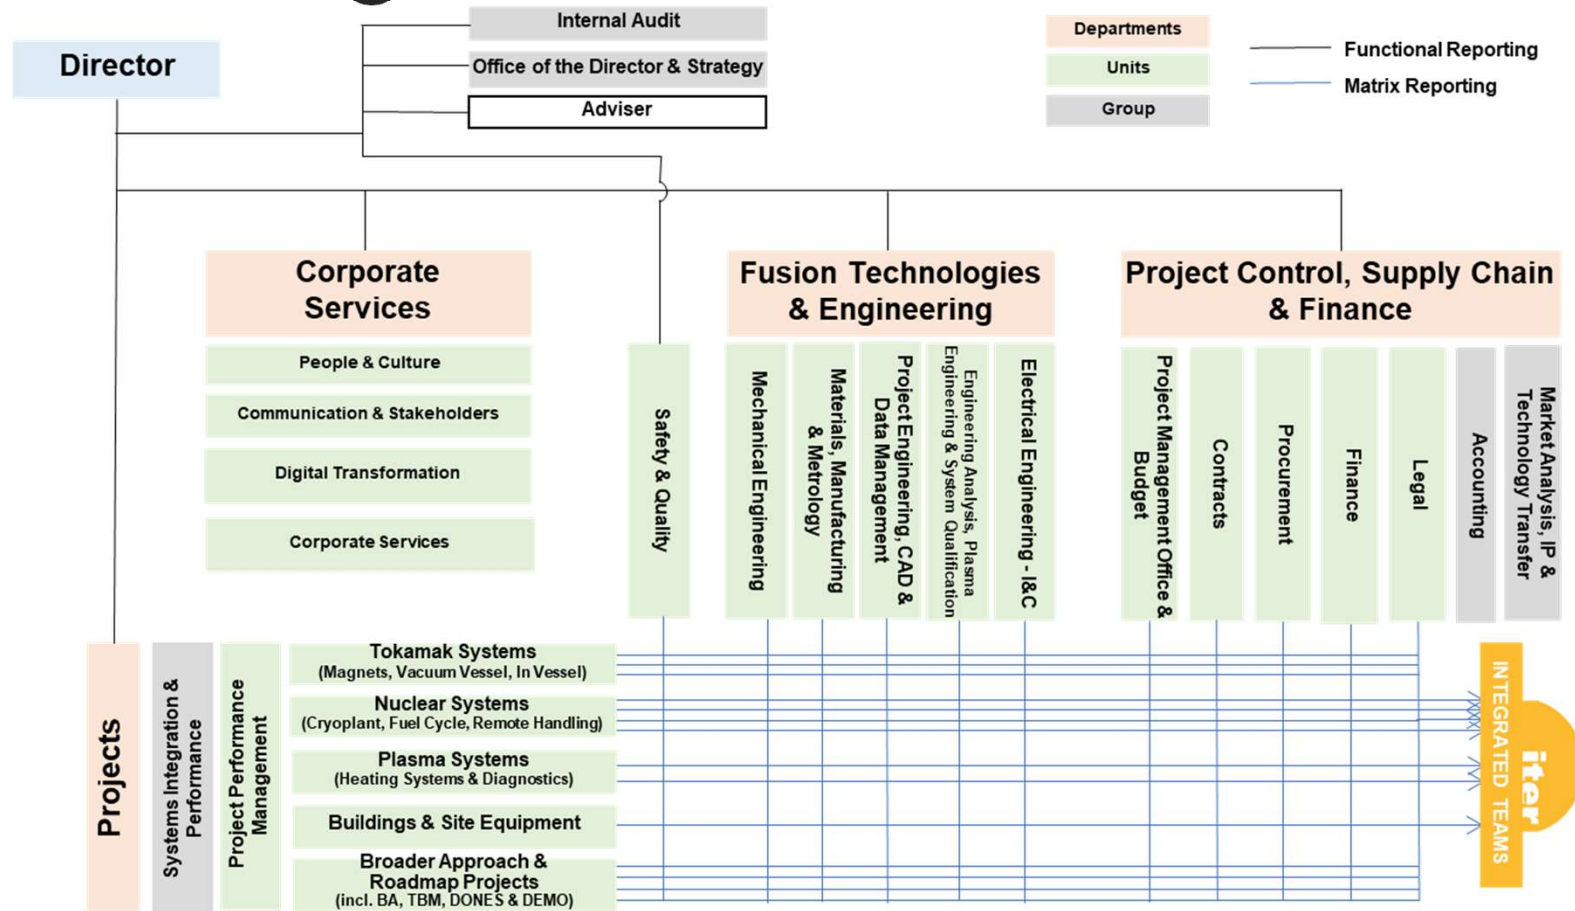 Director
Internal Audit
Office of the Director & Strategy
Adviser
Departments
Units
Group
Functional Reporting
Matrix Reporting
Corporate
Services
People & Culture
Communication & Stakeholders
Digital Transformation
Corporate Services
Safety & Quality
Fusion Technologies
& Engineering
Mechanical Engineering
Materials, Manufacturing
& Metrology
Project Engineering, CAD &
Data Management
Engineering Analysis, Plasma
Engineering & System Qualification
Electrical Engineering - I&C
Project Control, Supply Chain
& Finance
Project Management Office &
Budget
Contracts
Procurement
Finance
Legal
Accounting
Market Analysis, IP &
Technology Transfer
Projects
Systems Integration &
Performance
Project Performance
Management
Tokamak Systems
(Magnets, Vacuum Vessel, In Vessel)
Nuclear Systems
(Cryoplant, Fuel Cycle, Remote Handling)
Plasma Systems
(Heating Systems & Diagnostics)
Buildings & Site Equipment
Broader Approach &
Roadmap Projects
(incl. BA, TBM, DONES & DEMO)
INTEGRATED TEAMS
iter